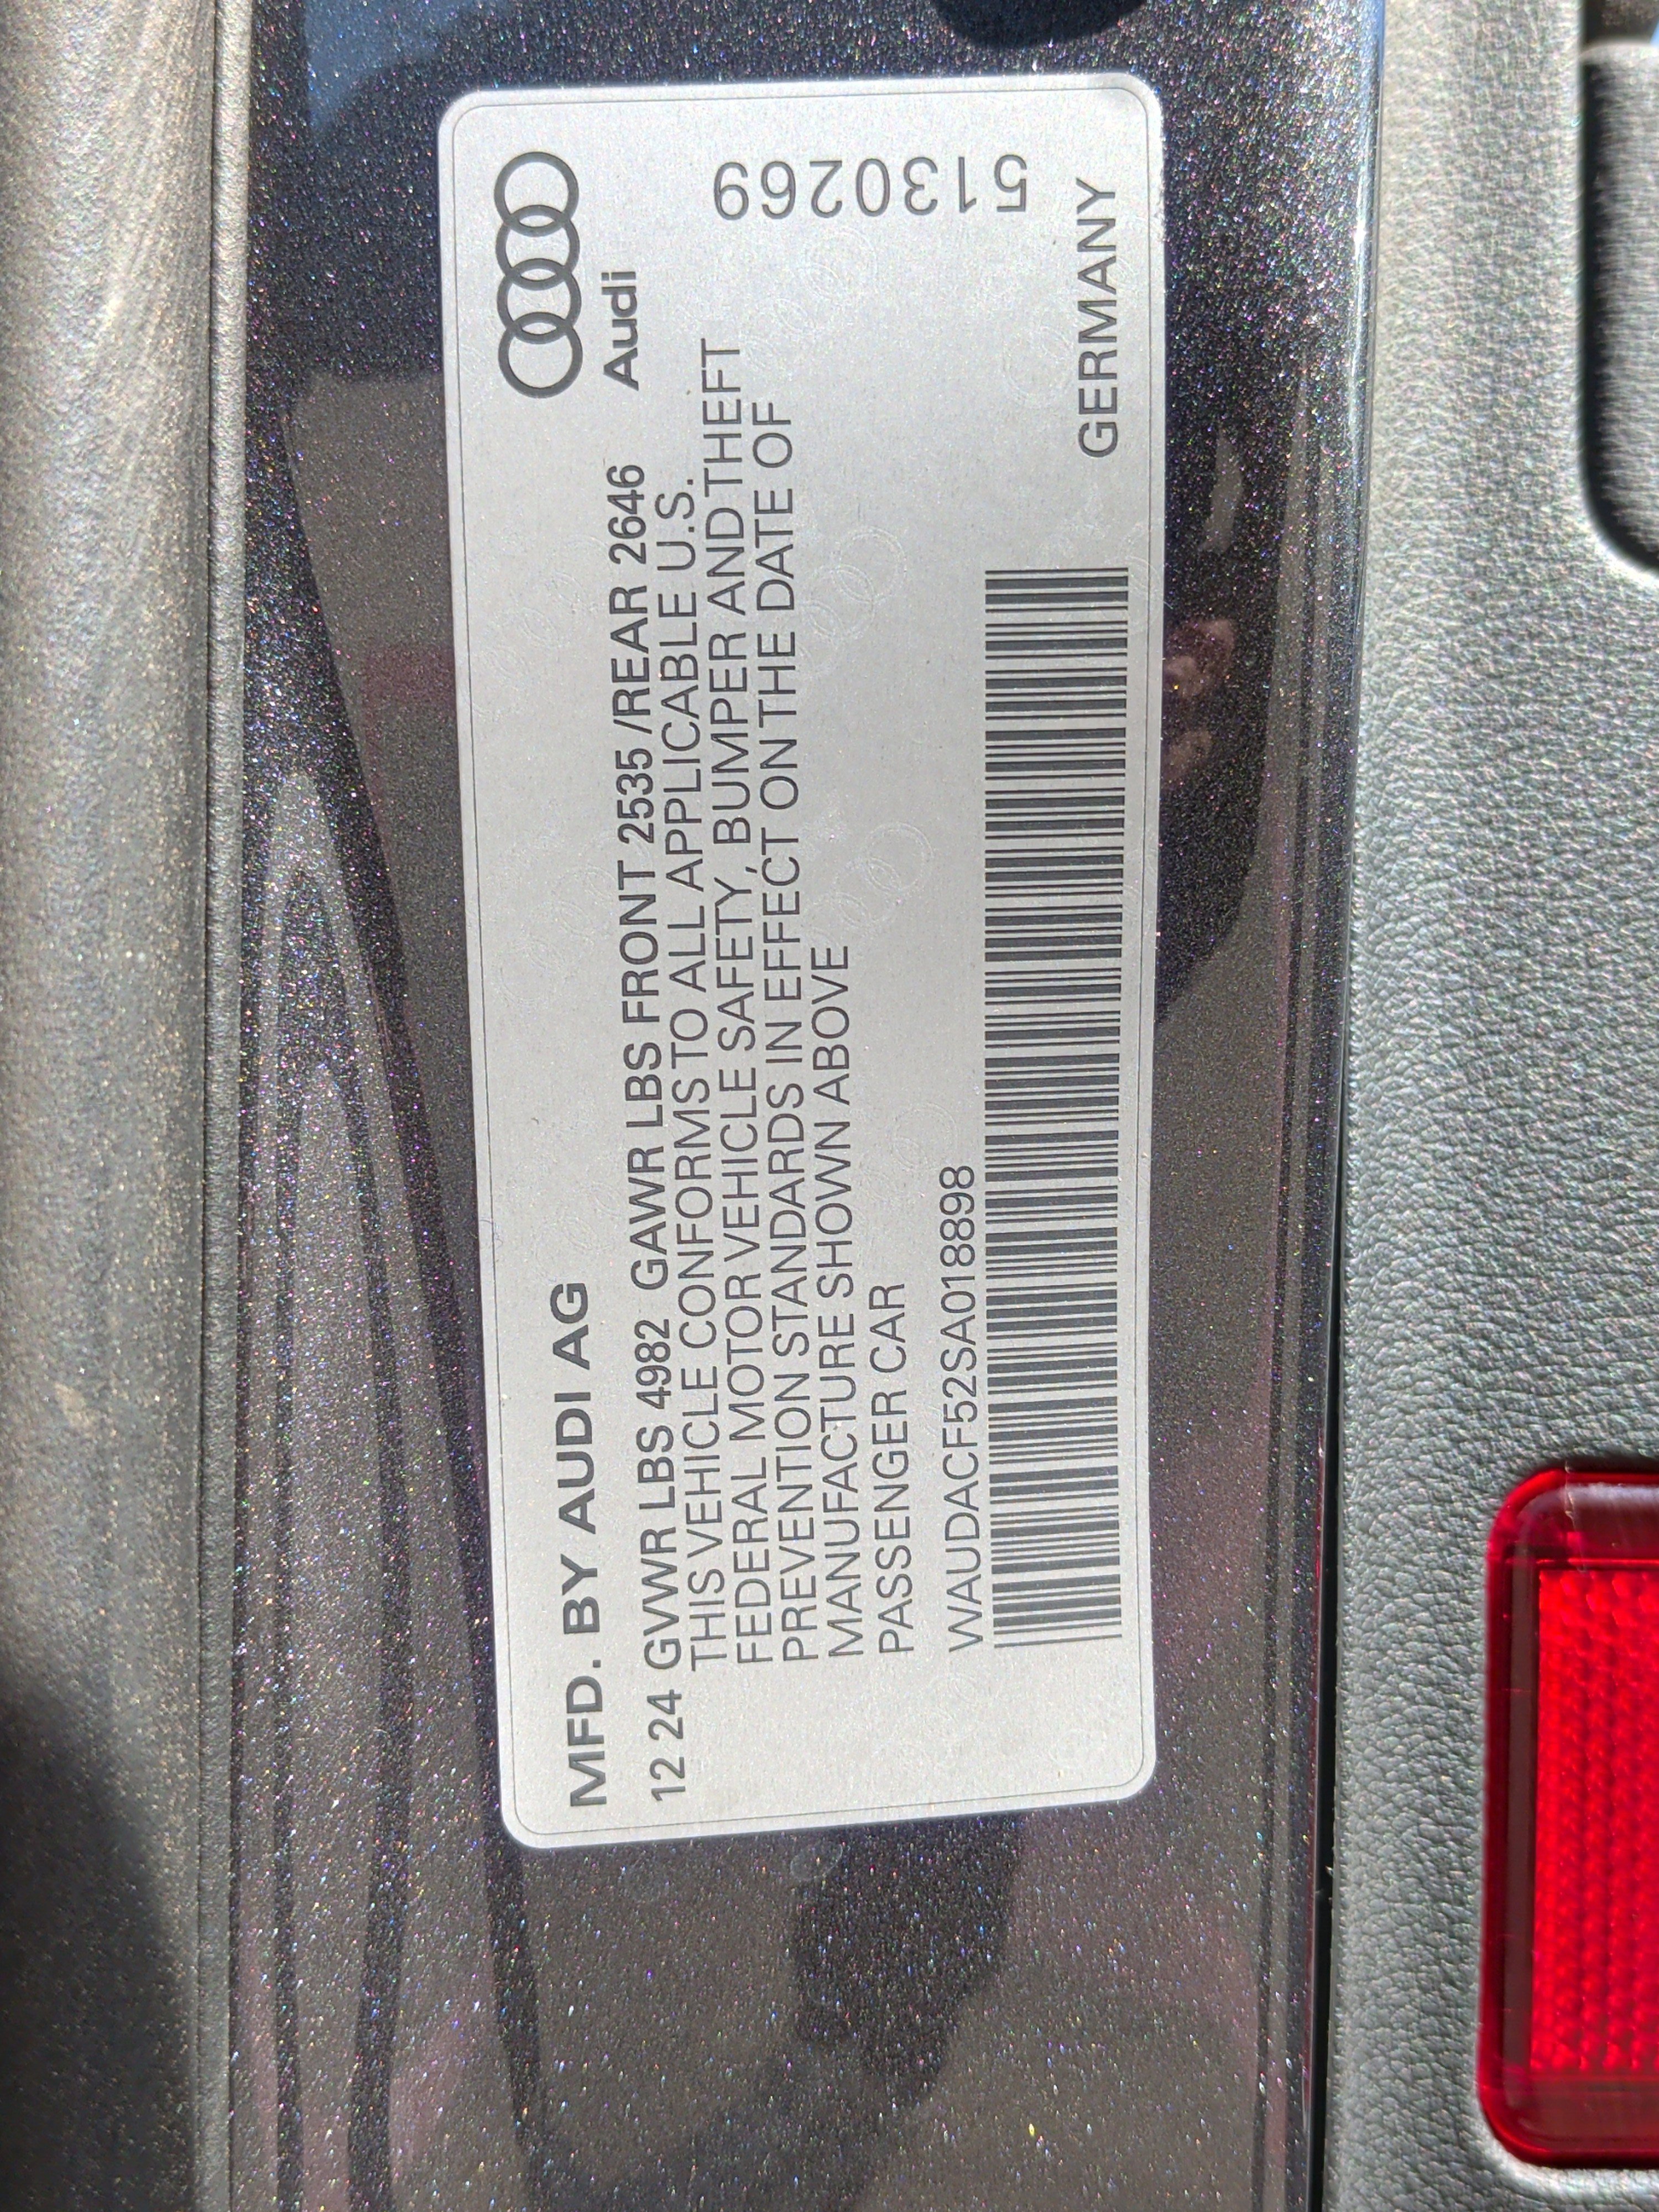 MFD. BY AUDI AG
Audi
12 24 GVWR LBS 4982 GAWR LBS FRONT 2535 /REAR 2646
THIS VEHICLE CONFORMS TO ALL APPLICABLE U.S.
FEDERAL MOTOR VEHICLE SAFETY, BUMPER AND THEFT
PREVENTION STANDARDS IN EFFECT ON THE DATE OF
MANUFACTURE SHOWN ABOVE
PASSENGER CAR
5130269
WAUDACF52SA018898
GERMANY